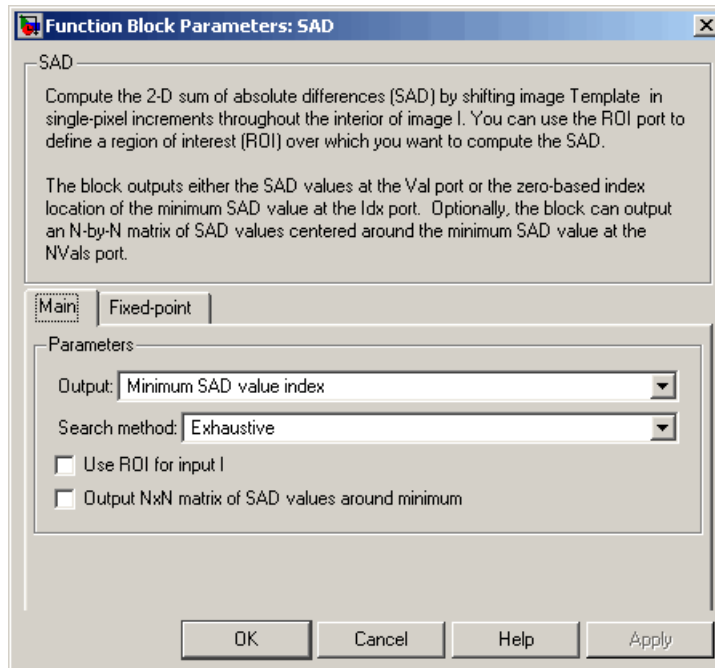 Function Block Parameters: SAD
SAD
Compute the 2-D sum of absolute differences (SAD) by shifting image Template in
single-pixel increments throughout the interior of image I. You can use the ROI port to
define a region of interest (ROI) over which you want to compute the SAD.
The block outputs either the SAD values at the Val port or the zero-based index
location of the minimum SAD value at the Idx port. Optionally, the block can output
an N-by-N matrix of SAD values centered around the minimum SAD value at the
NVals port.
Main Fixed-point
Parameters
Output: Minimum SAD value index
Search method: Exhaustive
Use ROI for input I
Output NxN matrix of SAD values around minimum
OK Cancel Help Apply